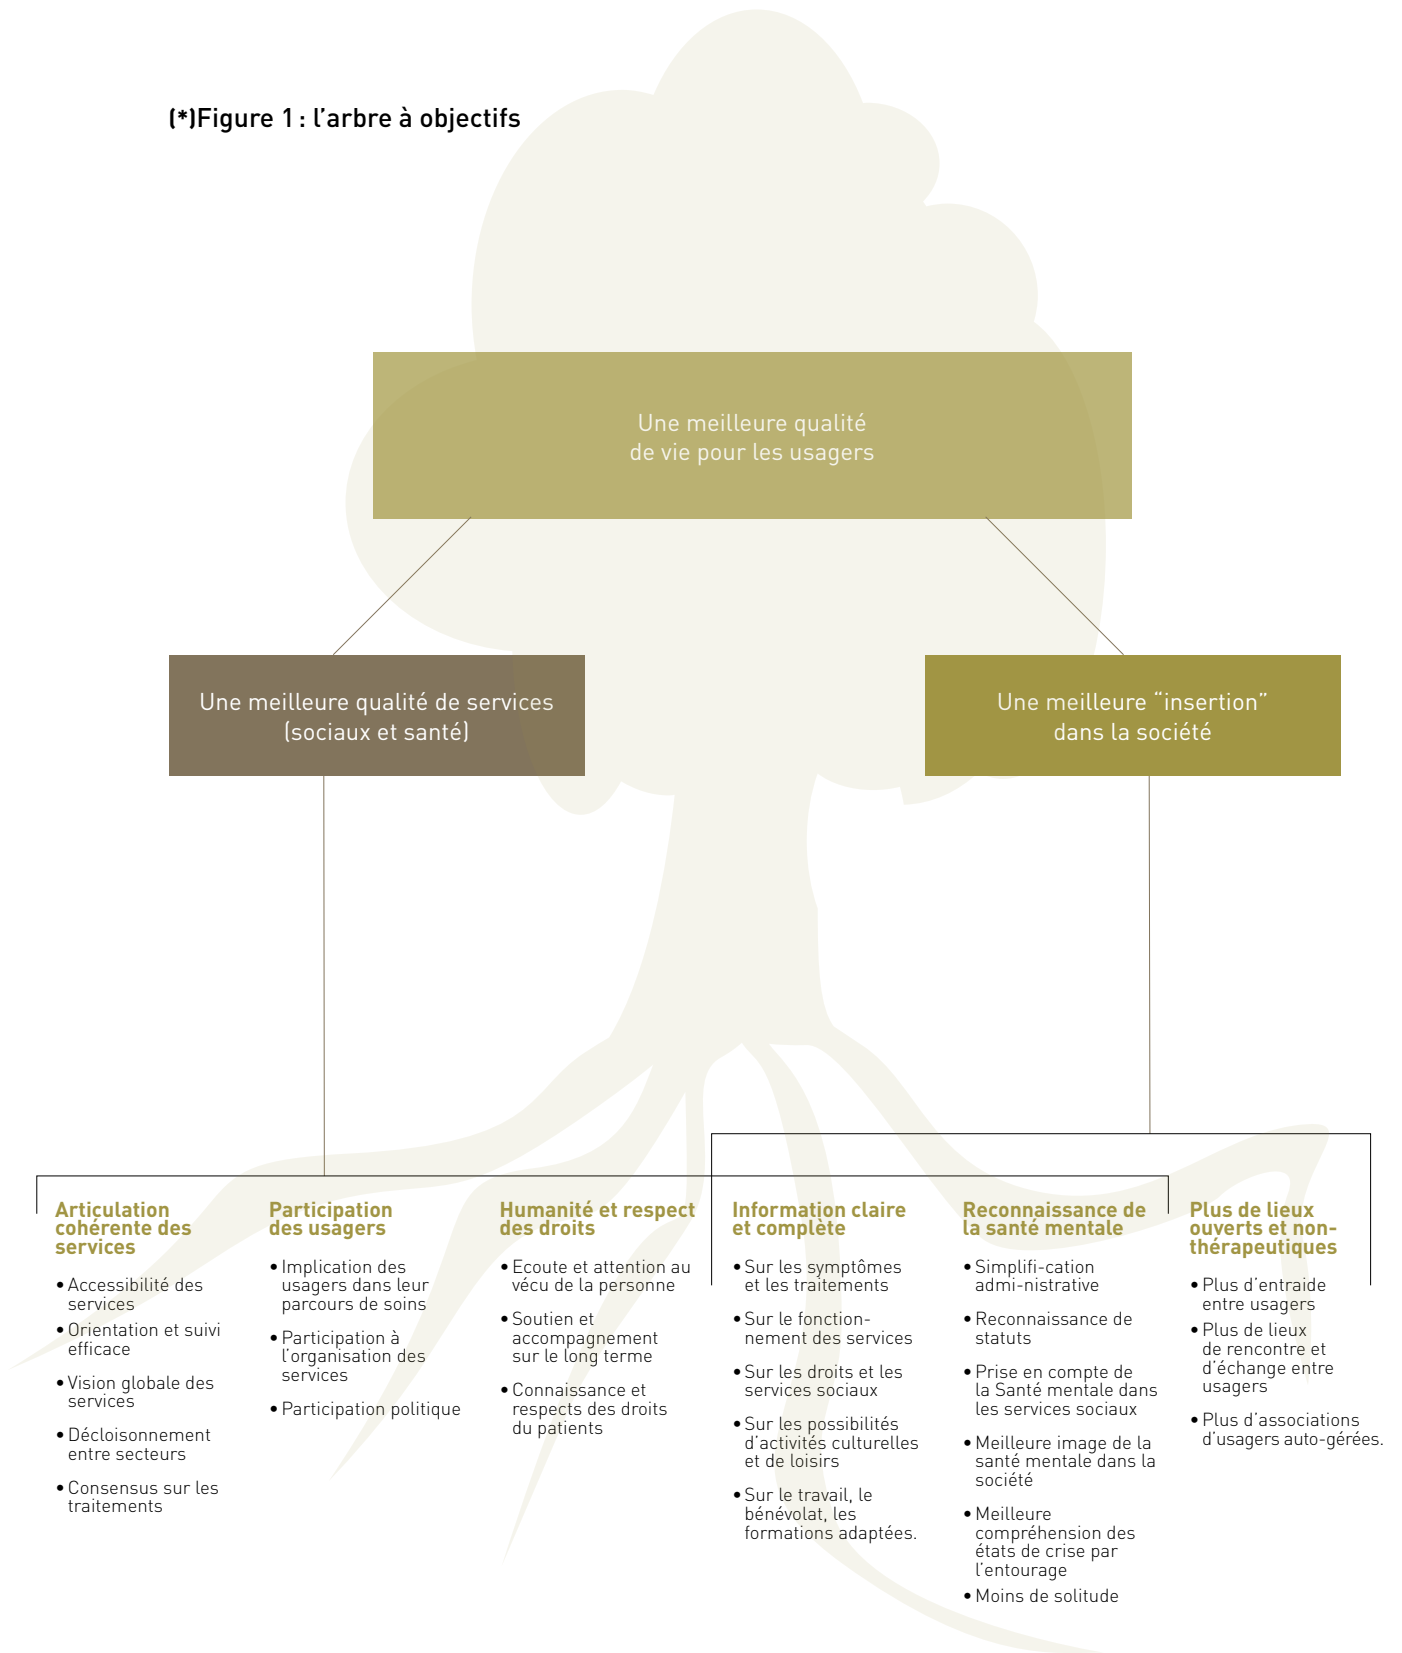 (*)Figure 1 : l'arbre à objectifs
Une meilleure qualité
de vie pour les usagers
Une meilleure qualité de services
(sociaux et santé)
Une meilleure “insertion”
dans la société
Articulation
cohérente des
services
• Accessibilité des
services
• Orientation et suivi
efficace
• Vision globale des
services
• Décloisonnement
entre secteurs
• Consensus sur les
traitements
Participation
des usagers
• Implication des
usagers dans leur
parcours de soins
• Participation à
l'organisation des
services
• Participation politique
Humanité et respect
des droits
• Ecoute et attention au
vécu de la personne
• Soutien et
accompagnement
sur le long terme
• Connaissance et
respects des droits
du patients
Information claire
et complète
• Sur les symptômes
et les traitements
• Sur le fonction-
nement des services
• Sur les droits et les
services sociaux
• Sur les possibilités
d'activités culturelles
et de loisirs
• Sur le travail, le
bénévolat, les
formations adaptées.
Reconnaissance de
la santé mentale
• Simplifi-cation
admi-nistrative
• Reconnaissance de
statuts
• Prise en compte de
la Santé mentale dans
les services sociaux
• Meilleure image de la
santé mentale dans la
société
• Meilleure
compréhension des
états de crise par
l'entourage
• Moins de solitude
Plus de lieux
ouverts et non-
thérapeutiques
• Plus d'entraide
entre usagers
• Plus de lieux
de rencontre et
d'échange entre
usagers
• Plus d'associations
d'usagers auto-gérées.